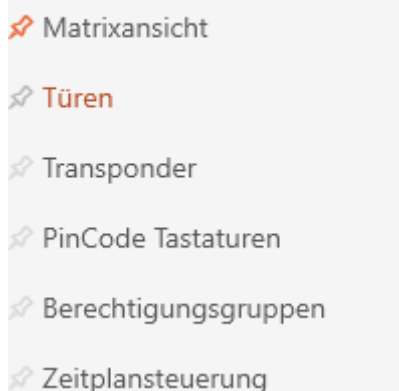 Matrixansicht
Türen
Transponder
PinCode Tastaturen
Berechtigungsgruppen
Zeitplansteuerung